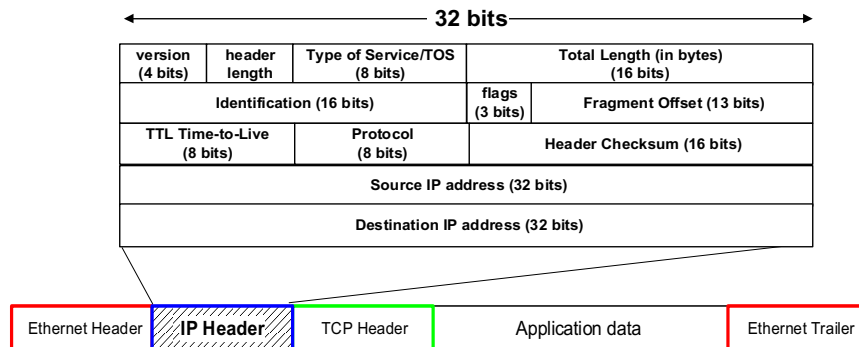 32 bits
version
(4 bits)
header
length
Type of Service/TOS
(8 bits)
Total Length (in bytes)
(16 bits)
Identification (16 bits)
flags
(3 bits)
Fragment Offset (13 bits)
TTL Time-to-Live
(8 bits)
Protocol
(8 bits)
Header Checksum (16 bits)
Source IP address (32 bits)
Destination IP address (32 bits)
Ethernet Header
IP Header
TCP Header
Application data
Ethernet Trailer